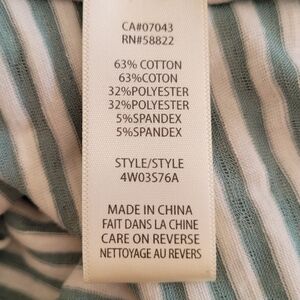 CA#07043
RN#58822
63% COTTON
63%COTON
32%POLYESTER
32%POLYESTER
5%SPANDEX
5%SPANDEX
STYLE/STYLE
4W03S76A
MADE IN CHINA
FAIT DANS LA CHINE
CARE ON REVERSE
NETTOYAGE AU REVERS